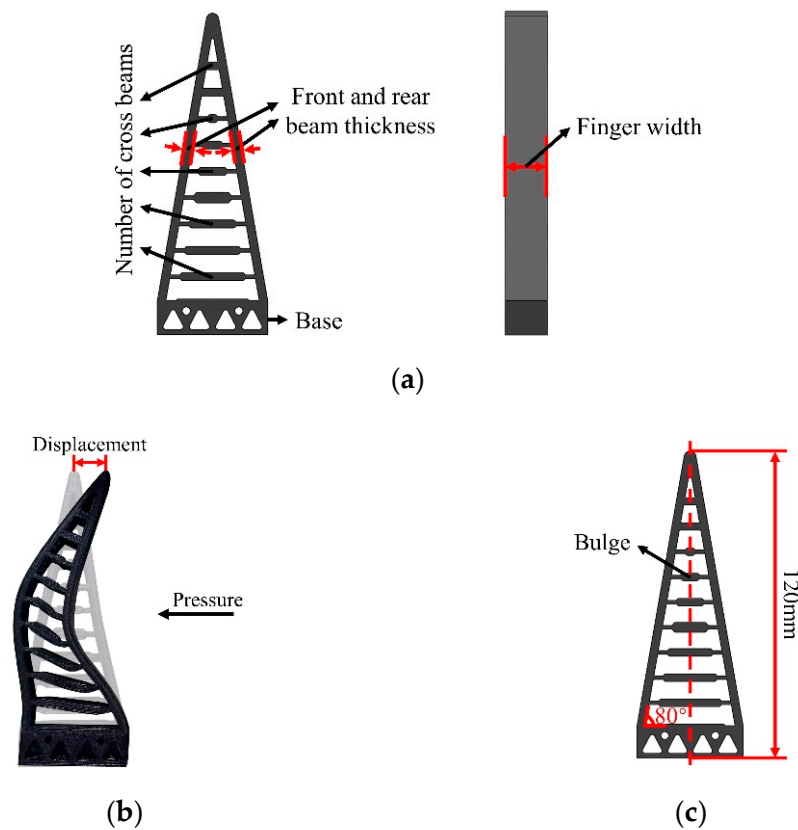 Number of cross beams
Front and rear
beam thickness
Finger width
Base
(a)
Displacement
Pressure
(b)
Bulge
120mm
80°
(c)